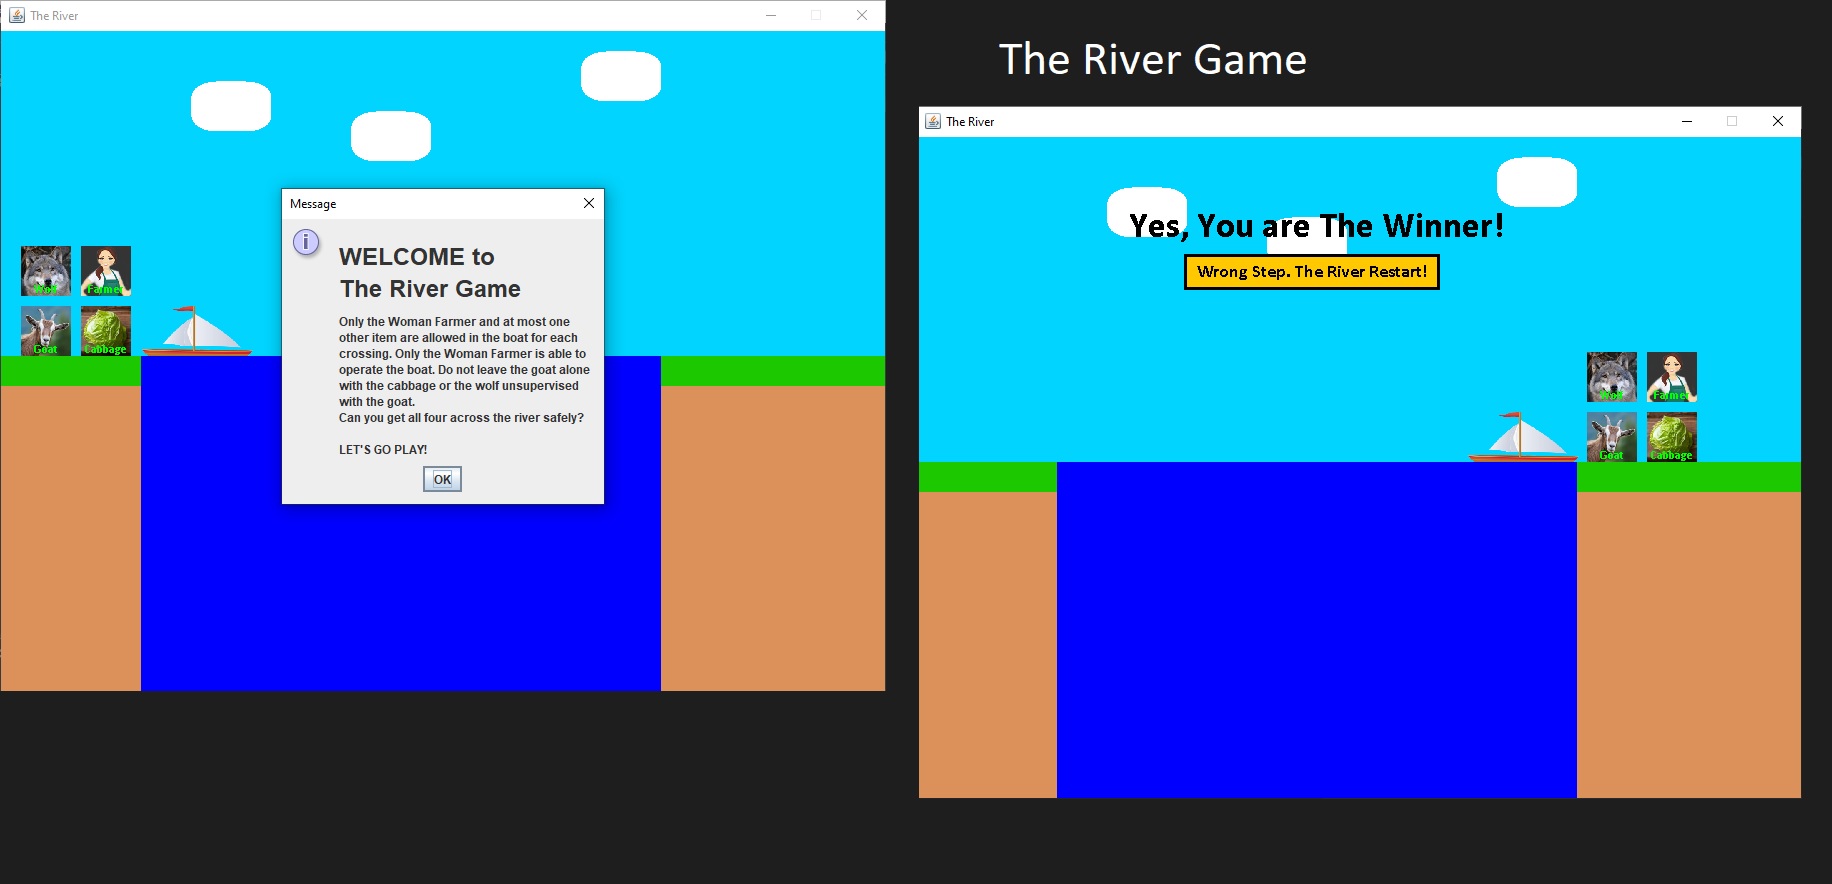 The River
Message
WELCOME to
The River Game
Only the Woman Farmer and at most one
other item are allowed in the boat for each
crossing. Only the Woman Farmer is able to
operate the boat. Do not leave the goat alone
with the cabbage or the wolf unsupervised
with the goat.
Can you get all four across the river safely?
LET'S GO PLAY!
OK
Wolf
Farmer
Goat
Cabbage
The River Game
The River
Yes, You are The Winner!
Wrong Step. The River Restart!
Wolf
Farmer
Goat
Cabbage